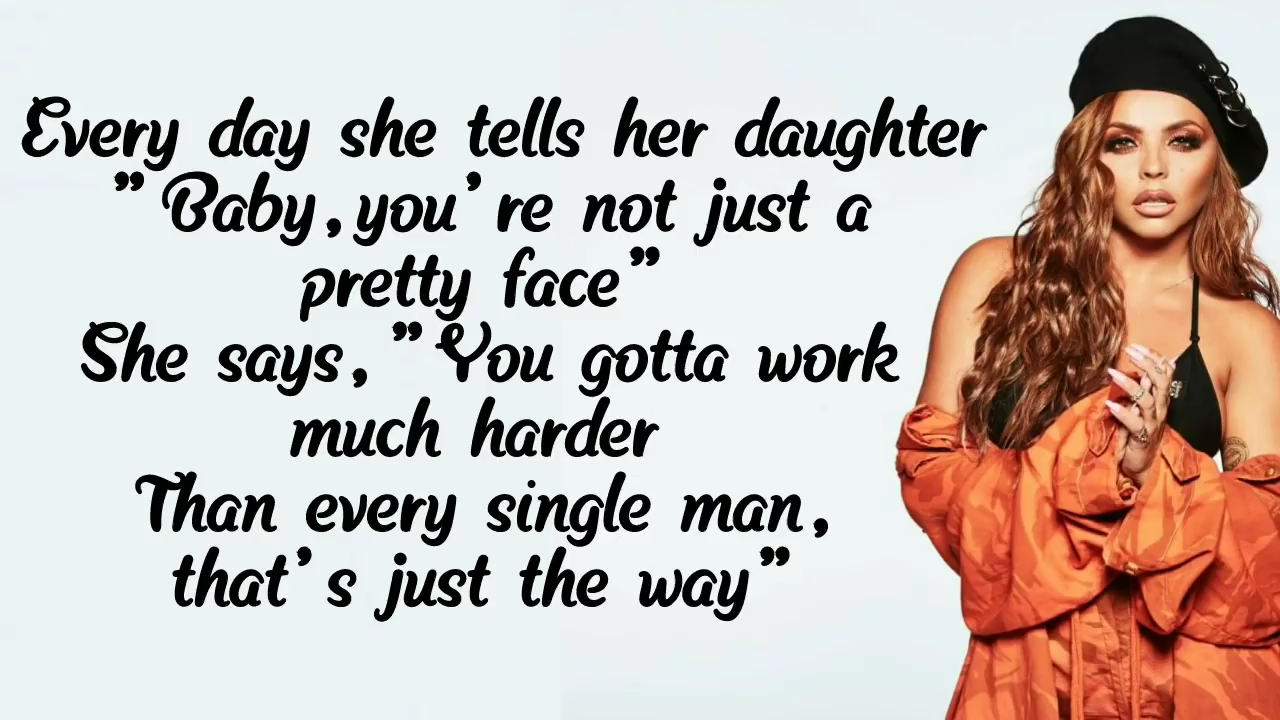 Every day she tells her daughter
"Baby,you're not just a
pretty face"
She says,"You gotta work
much harder
Than every single man,
that's just the way"